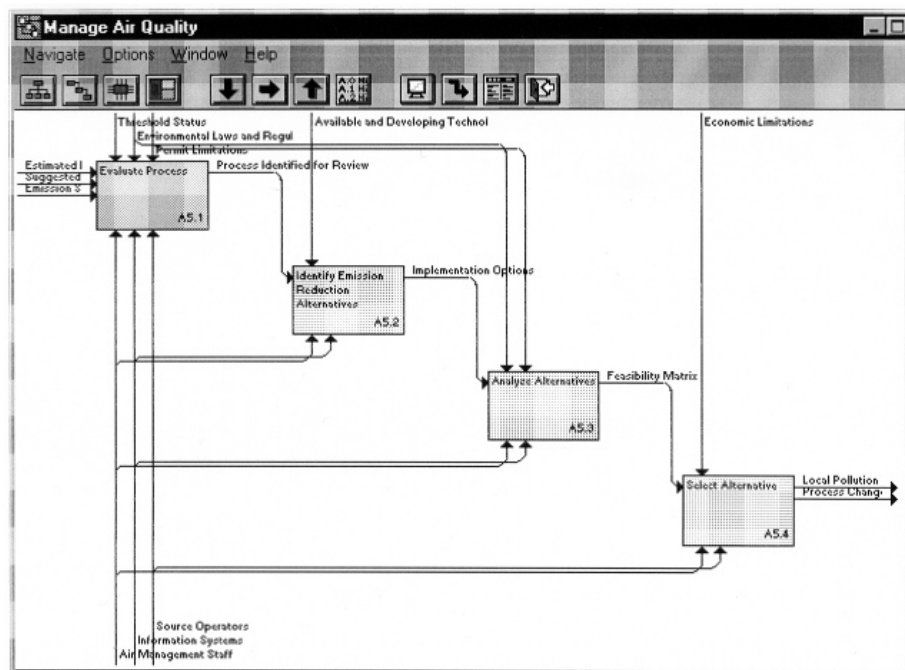 Manage Air Quality
Navigate Options Window Help
A:0
A:1
A:2
Threshold Status
Available and Developing Technol
Economic Limitations
Environmental Laws and Regul
Permit Limitations
Estimated
Suggested
Emission S
Evaluate Process
A5.1
Process Identified for Review
Identify Emission
Reduction
Alternatives
A5.2
Implementation Options
Analyze Alternatives
A5.3
Feasibility Matrix
Select Alternative
A5.4
Local Pollution
Process Chang
Source Operators
Information Systems
Air Management Staff